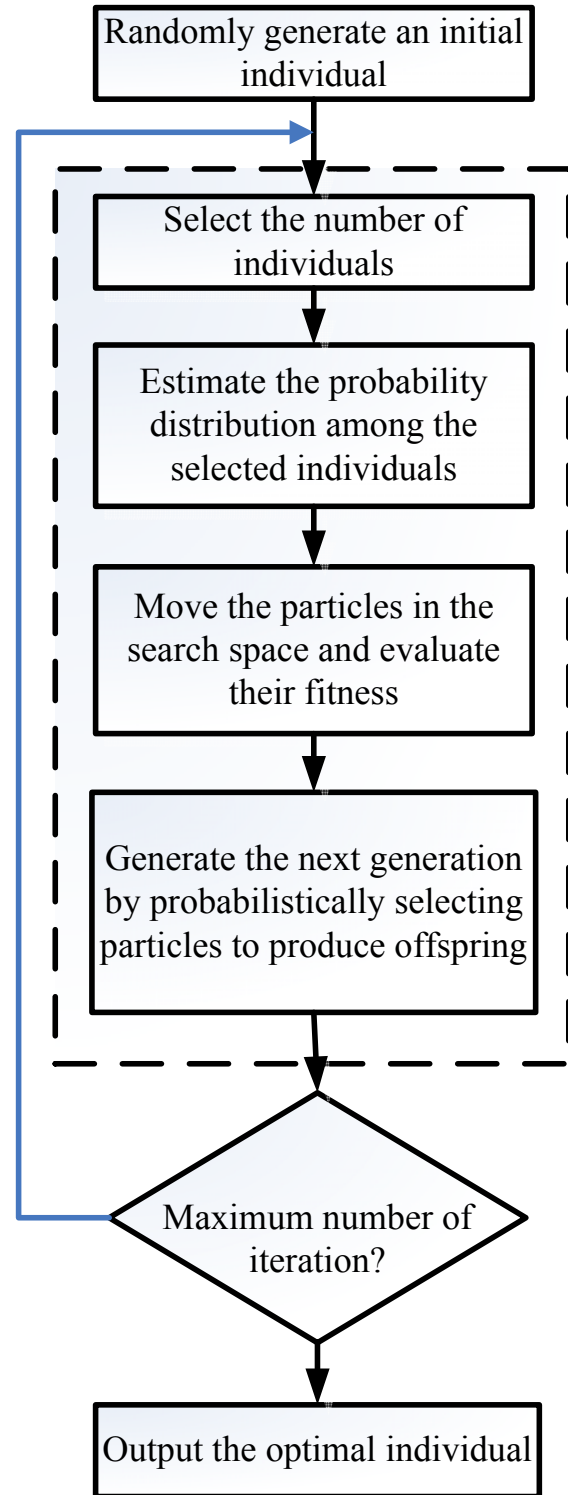 Randomly generate an initial
individual
Select the number of
individuals
Estimate the probability
distribution among the
selected individuals
Move the particles in the
search space and evaluate
their fitness
Generate the next generation
by probabilistically selecting
particles to produce offspring
Maximum number of
iteration?
Output the optimal individual